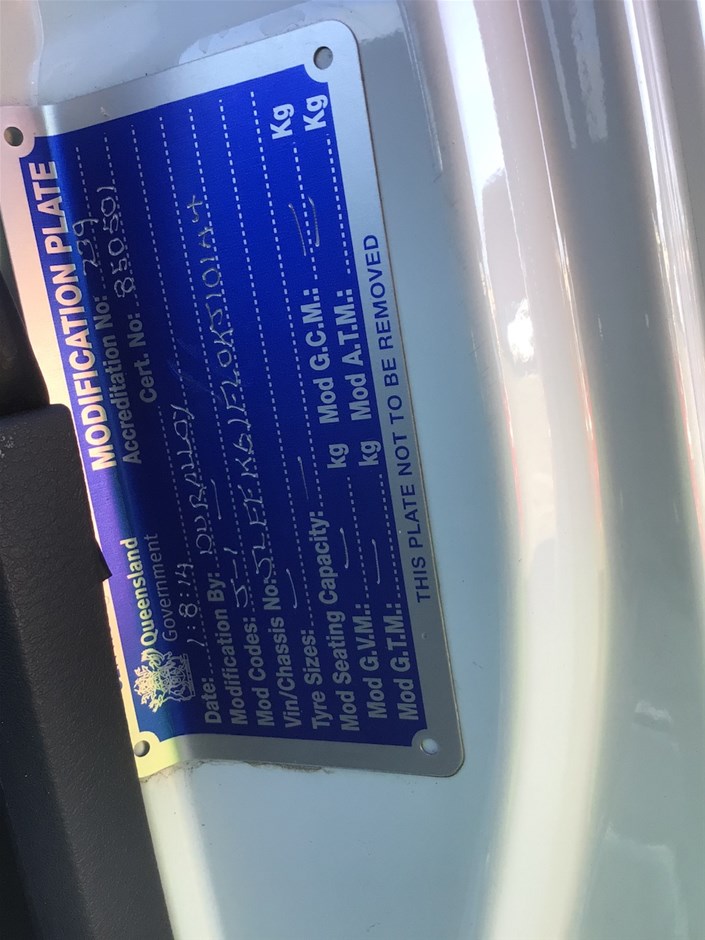 MODIFICATION PLATE
Queensland
Government
Accreditation No: 239
Cert. No: 850501
Date: 1:8:14
Modification By: DURALLOY
Mod Codes:
Vin/Chassis No:
Tyre Sizes: —
Mod Seating Capacity: —
Mod G.V.M.: — kg Mod G.C.M.: — Kg
Mod G.T.M.: — kg Mod A.T.M.: — Kg
THIS PLATE NOT TO BE REMOVED